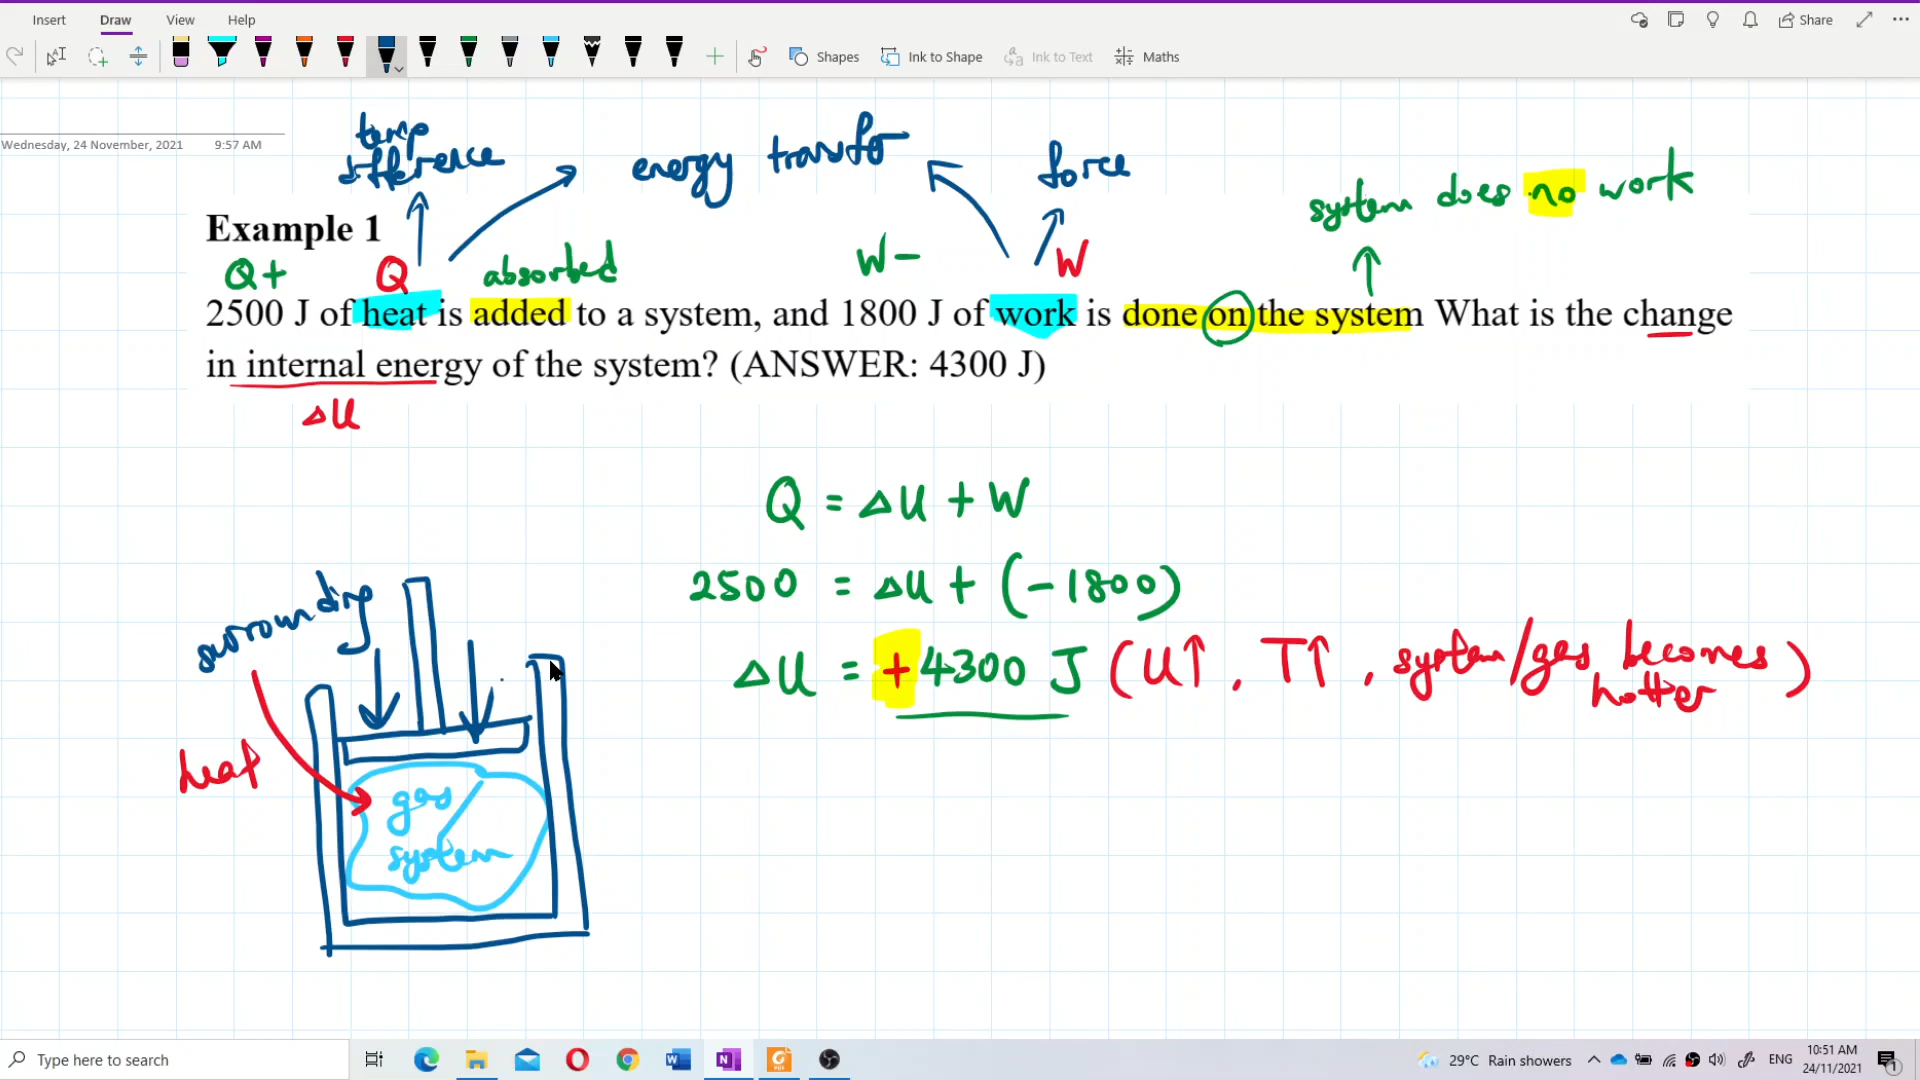 Insert Draw View Help
Share
Shapes Ink to Shape Ink to Text Maths
Wednesday, 24 November, 2021 9:57 AM
temp
difference
energy transfer
force
system does no work
Example 1
Q+ Q absorbed W- W
2500 J of heat is added to a system, and 1800 J of work is done on the system What is the change
in internal energy of the system? (ANSWER: 4300 J)
ΔU
Q = ΔU + W
2500 = ΔU + (-1800)
ΔU = +4300 J (U↑, T↑, system/gas becomes
hotter)
surrounding
heat
gas
system
Type here to search
29°C Rain showers
ENG
10:51 AM
24/11/2021
1